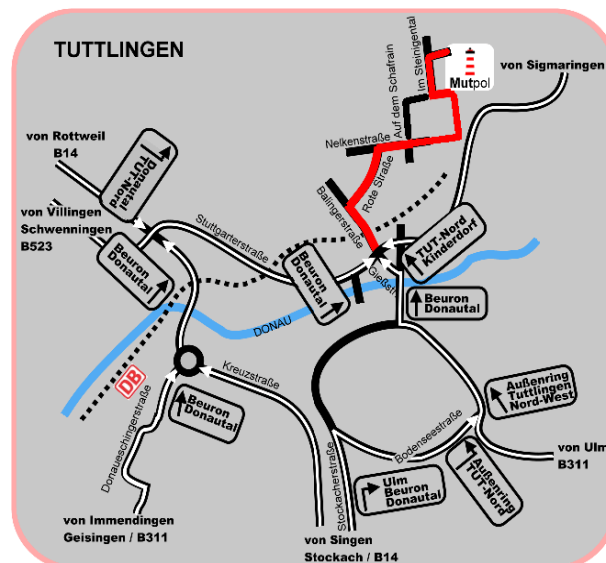 TUTTLINGEN
Im Steinigental
Mutpol
von Sigmaringen
Auf dem Schafrain
Nelkenstraße
von Rottweil
B14
Donautal
TUT-Nord
Rote Straße
Balingerstraße
von Villingen
Schwenningen
B523
Stuttgarterstraße
Beuron
Donautal
Beuron
Donautal
TUT-Nord
Kinderdorf
Gießstr.
Beuron
Donautal
DONAU
DB
Kreuzstraße
Donaueschingerstraße
Beuron
Donautal
Außenring
Tuttlingen
Nord-West
Bodenseestraße
von Ulm
B311
Außenring
TUT-Nord
Stockacherstraße
Ulm
Beuron
Donautal
von Immendingen
Geisingen / B311
von Singen
Stockach / B14